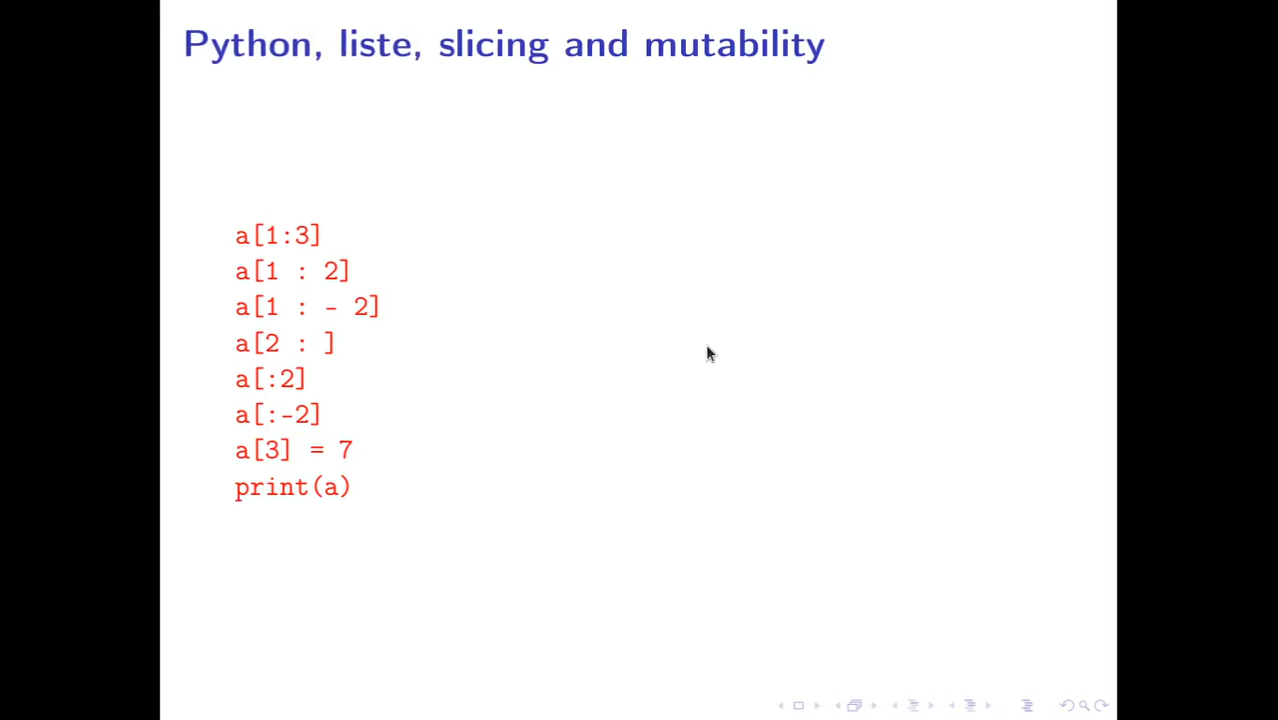 Python, liste, slicing and mutability
a[1:3]
a[1 : 2]
a[1 : - 2]
a[2 : ]
a[:2]
a[:-2]
a[3] = 7
print(a)